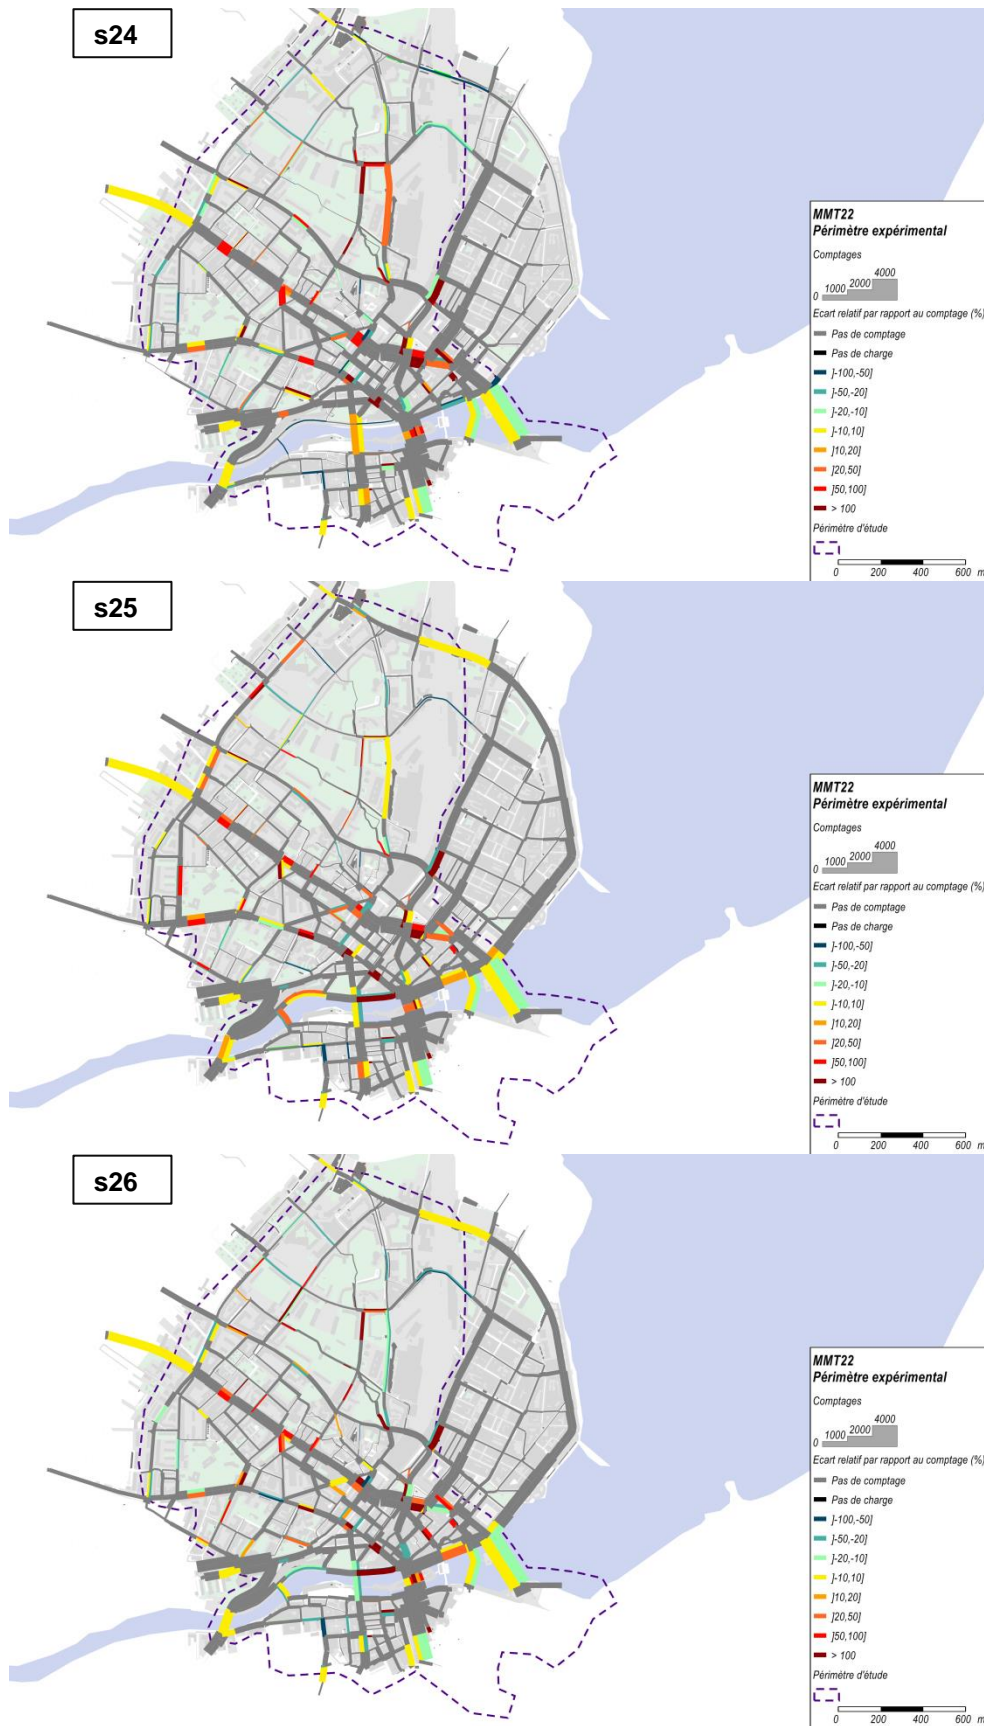 s24
MMT22
Périmètre expérimental
Comptages
4000
2000
1000
0
Ecart relatif par rapport au comptage (%)
Pas de comptage
Pas de charge
]-100,-50]
]-50,-20]
]-20,-10]
]-10,10]
]10,20]
]20,50]
]50,100]
> 100
Périmètre d'étude
0 200 400 600 m
s25
MMT22
Périmètre expérimental
Comptages
4000
2000
1000
0
Ecart relatif par rapport au comptage (%)
Pas de comptage
Pas de charge
]-100,-50]
]-50,-20]
]-20,-10]
]-10,10]
]10,20]
]20,50]
]50,100]
> 100
Périmètre d'étude
0 200 400 600 m
s26
MMT22
Périmètre expérimental
Comptages
4000
2000
1000
0
Ecart relatif par rapport au comptage (%)
Pas de comptage
Pas de charge
]-100,-50]
]-50,-20]
]-20,-10]
]-10,10]
]10,20]
]20,50]
]50,100]
> 100
Périmètre d'étude
0 200 400 600 m